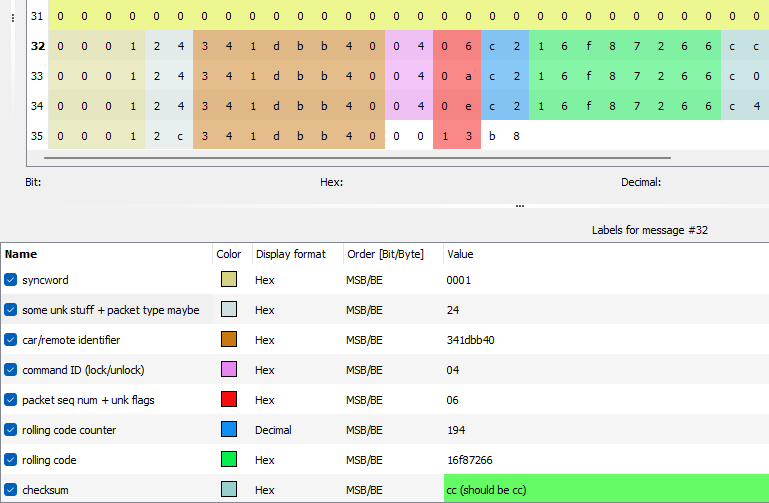 31 0 0 0 0 0 0 0 0 0 0 0 0 0 0 0 0 0 0 0 0 0 0 0 0 0 0 0 0 0 0
32 0 0 0 1 2 4 3 4 1 d b b 4 0 0 4 0 6 c 2 1 6 f 8 7 2 6 6 c c
33 0 0 0 1 2 4 3 4 1 d b b 4 0 0 4 0 a c 2 1 6 f 8 7 2 6 6 c 0
34 0 0 0 1 2 4 3 4 1 d b b 4 0 0 4 0 e c 2 1 6 f 8 7 2 6 6 c 4
35 0 0 0 1 2 c 3 4 1 d b b 4 0 0 0 1 3 b 8
Bit: Hex: Decimal:
Labels for message #32
Name Color Display format Order [Bit/Byte] Value
syncword Hex MSB/BE 0001
some unk stuff + packet type maybe Hex MSB/BE 24
car/remote identifier Hex MSB/BE 341dbb40
command ID (lock/unlock) Hex MSB/BE 04
packet seq num + unk flags Hex MSB/BE 06
rolling code counter Decimal MSB/BE 194
rolling code Hex MSB/BE 16f87266
checksum Hex MSB/BE cc (should be cc)